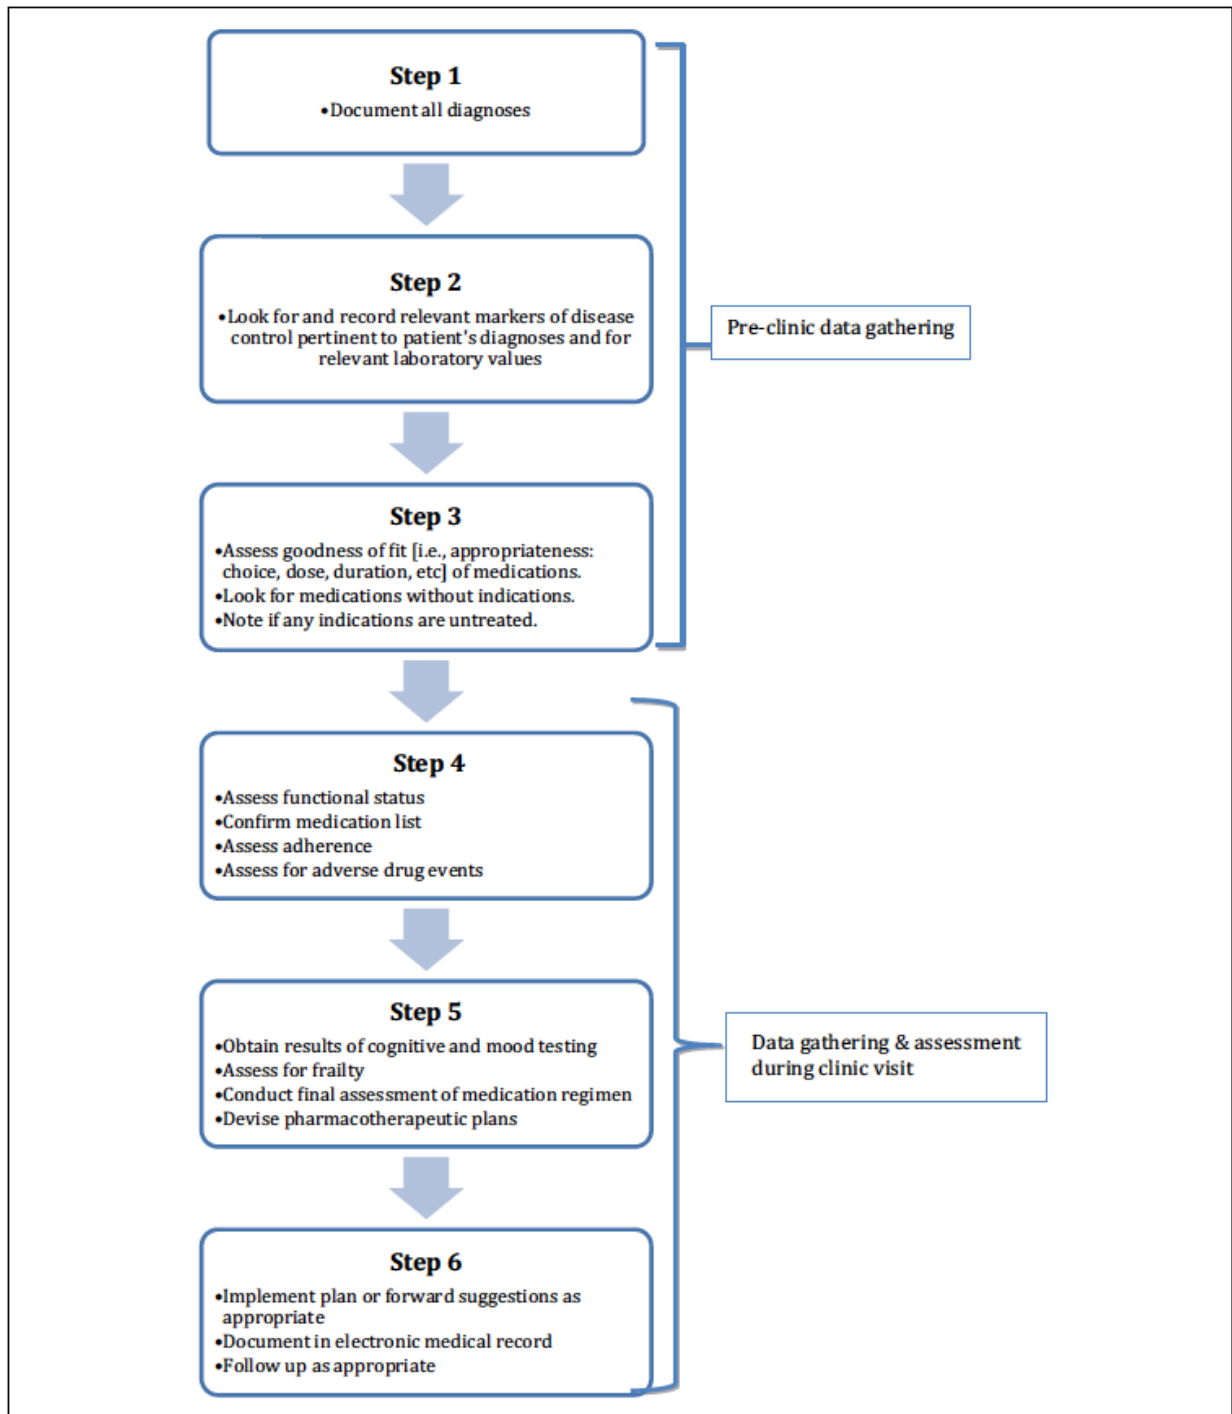 Step 1
•Document all diagnoses
Step 2
•Look for and record relevant markers of disease
control pertinent to patient's diagnoses and for
relevant laboratory values
Pre-clinic data gathering
Step 3
•Assess goodness of fit [i.e., appropriateness:
choice, dose, duration, etc] of medications.
•Look for medications without indications.
•Note if any indications are untreated.
Step 4
•Assess functional status
•Confirm medication list
•Assess adherence
•Assess for adverse drug events
Step 5
•Obtain results of cognitive and mood testing
•Assess for frailty
•Conduct final assessment of medication regimen
•Devise pharmacotherapeutic plans
Data gathering & assessment
during clinic visit
Step 6
•Implement plan or forward suggestions as
appropriate
•Document in electronic medical record
•Follow up as appropriate